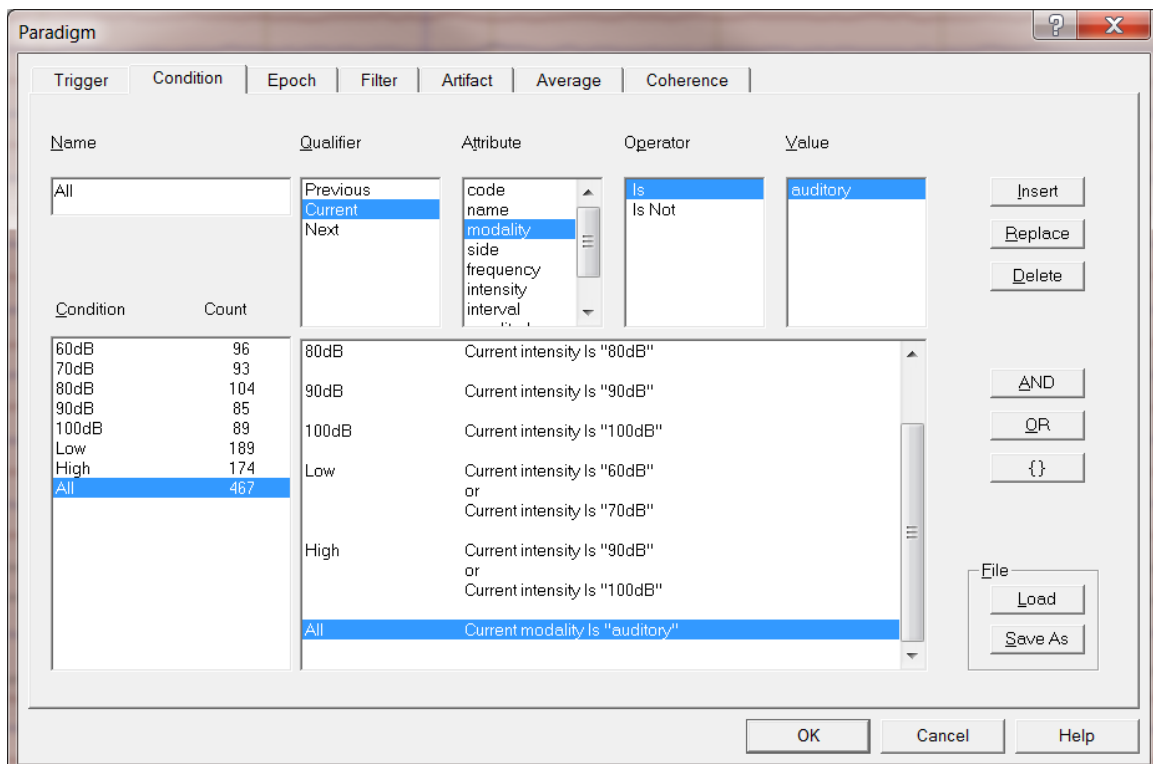 Paradigm
Trigger Condition Epoch Filter Artifact Average Coherence
Name Qualifier Attribute Operator Value
All
Previous
Current
Next
code
name
modality
side
frequency
intensity
interval
Is
Is Not
auditory
Insert
Replace
Delete
Condition Count
60dB 96
70dB 93
80dB 104
90dB 85
100dB 89
Low 189
High 174
All 467
80dB Current intensity Is "80dB"
90dB Current intensity Is "90dB"
100dB Current intensity Is "100dB"
Low Current intensity Is "60dB"
or
Current intensity Is "70dB"
High Current intensity Is "90dB"
or
Current intensity Is "100dB"
All Current modality Is "auditory"
AND
OR
{}
File
Load
Save As
OK Cancel Help